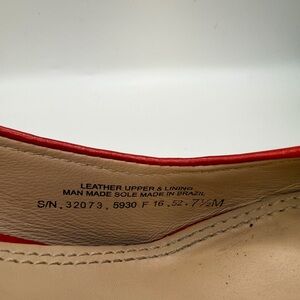 LEATHER UPPER & LINING
MAN MADE SOLE MADE IN BRAZIL
S/N. 32073. 5930 F 16 .52. 7½M